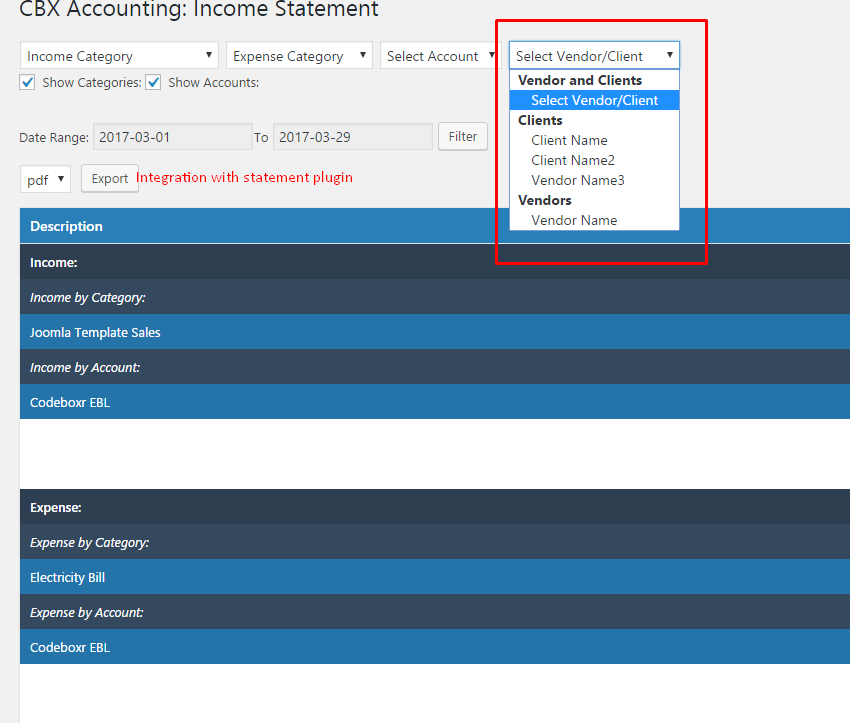 CBX Accounting: Income Statement
Income Category Expense Category Select Account Select Vendor/Client
Show Categories: Show Accounts:
Vendor and Clients
Select Vendor/Client
Clients
Client Name
Client Name2
Vendor Name3
Vendors
Vendor Name
Date Range: 2017-03-01 To 2017-03-29 Filter
pdf Export Integration with statement plugin
Description
Income:
Income by Category:
Joomla Template Sales
Income by Account:
Codeboxr EBL
Expense:
Expense by Category:
Electricity Bill
Expense by Account:
Codeboxr EBL